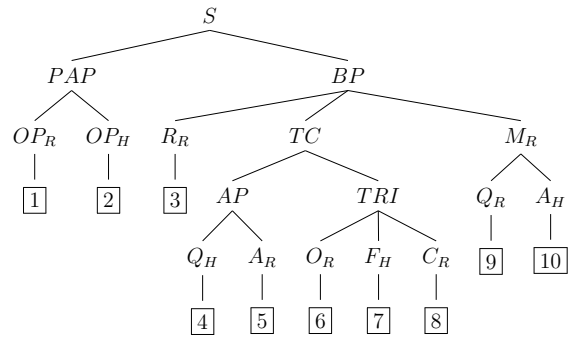 S
PAP BP
OP_R OP_H R_R TC M_R
1 2 3 AP TRI Q_R A_H
Q_H A_R O_R F_H C_R 9 10
4 5 6 7 8